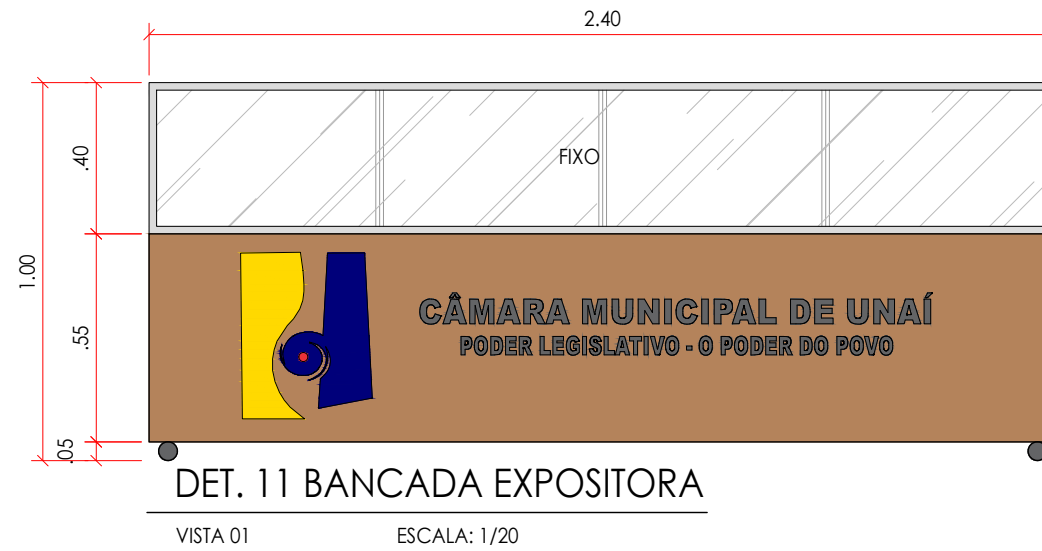 2.40
.40
FIXO
1.00
.55
CÂMARA MUNICIPAL DE UNAÍ
PODER LEGISLATIVO - O PODER DO POVO
.05
DET. 11 BANCADA EXPOSITORA
VISTA 01
ESCALA: 1/20